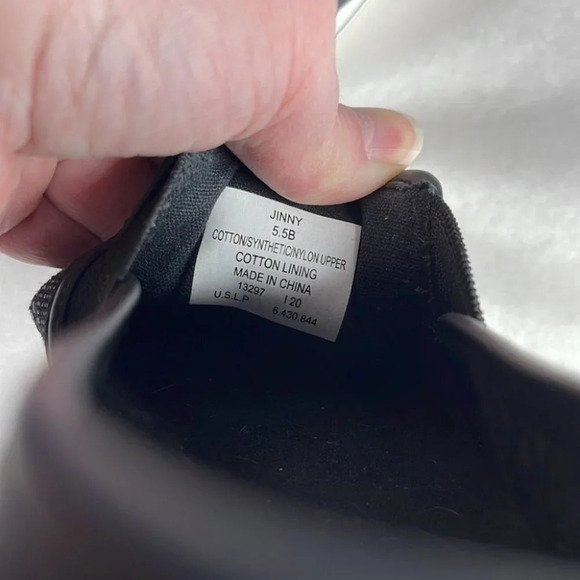 JINNY
5.5B
COTTON/SYNTHETIC/NYLON UPPER
COTTON LINING
MADE IN CHINA
13297 I 20
U.S.L.P. 6.430.844